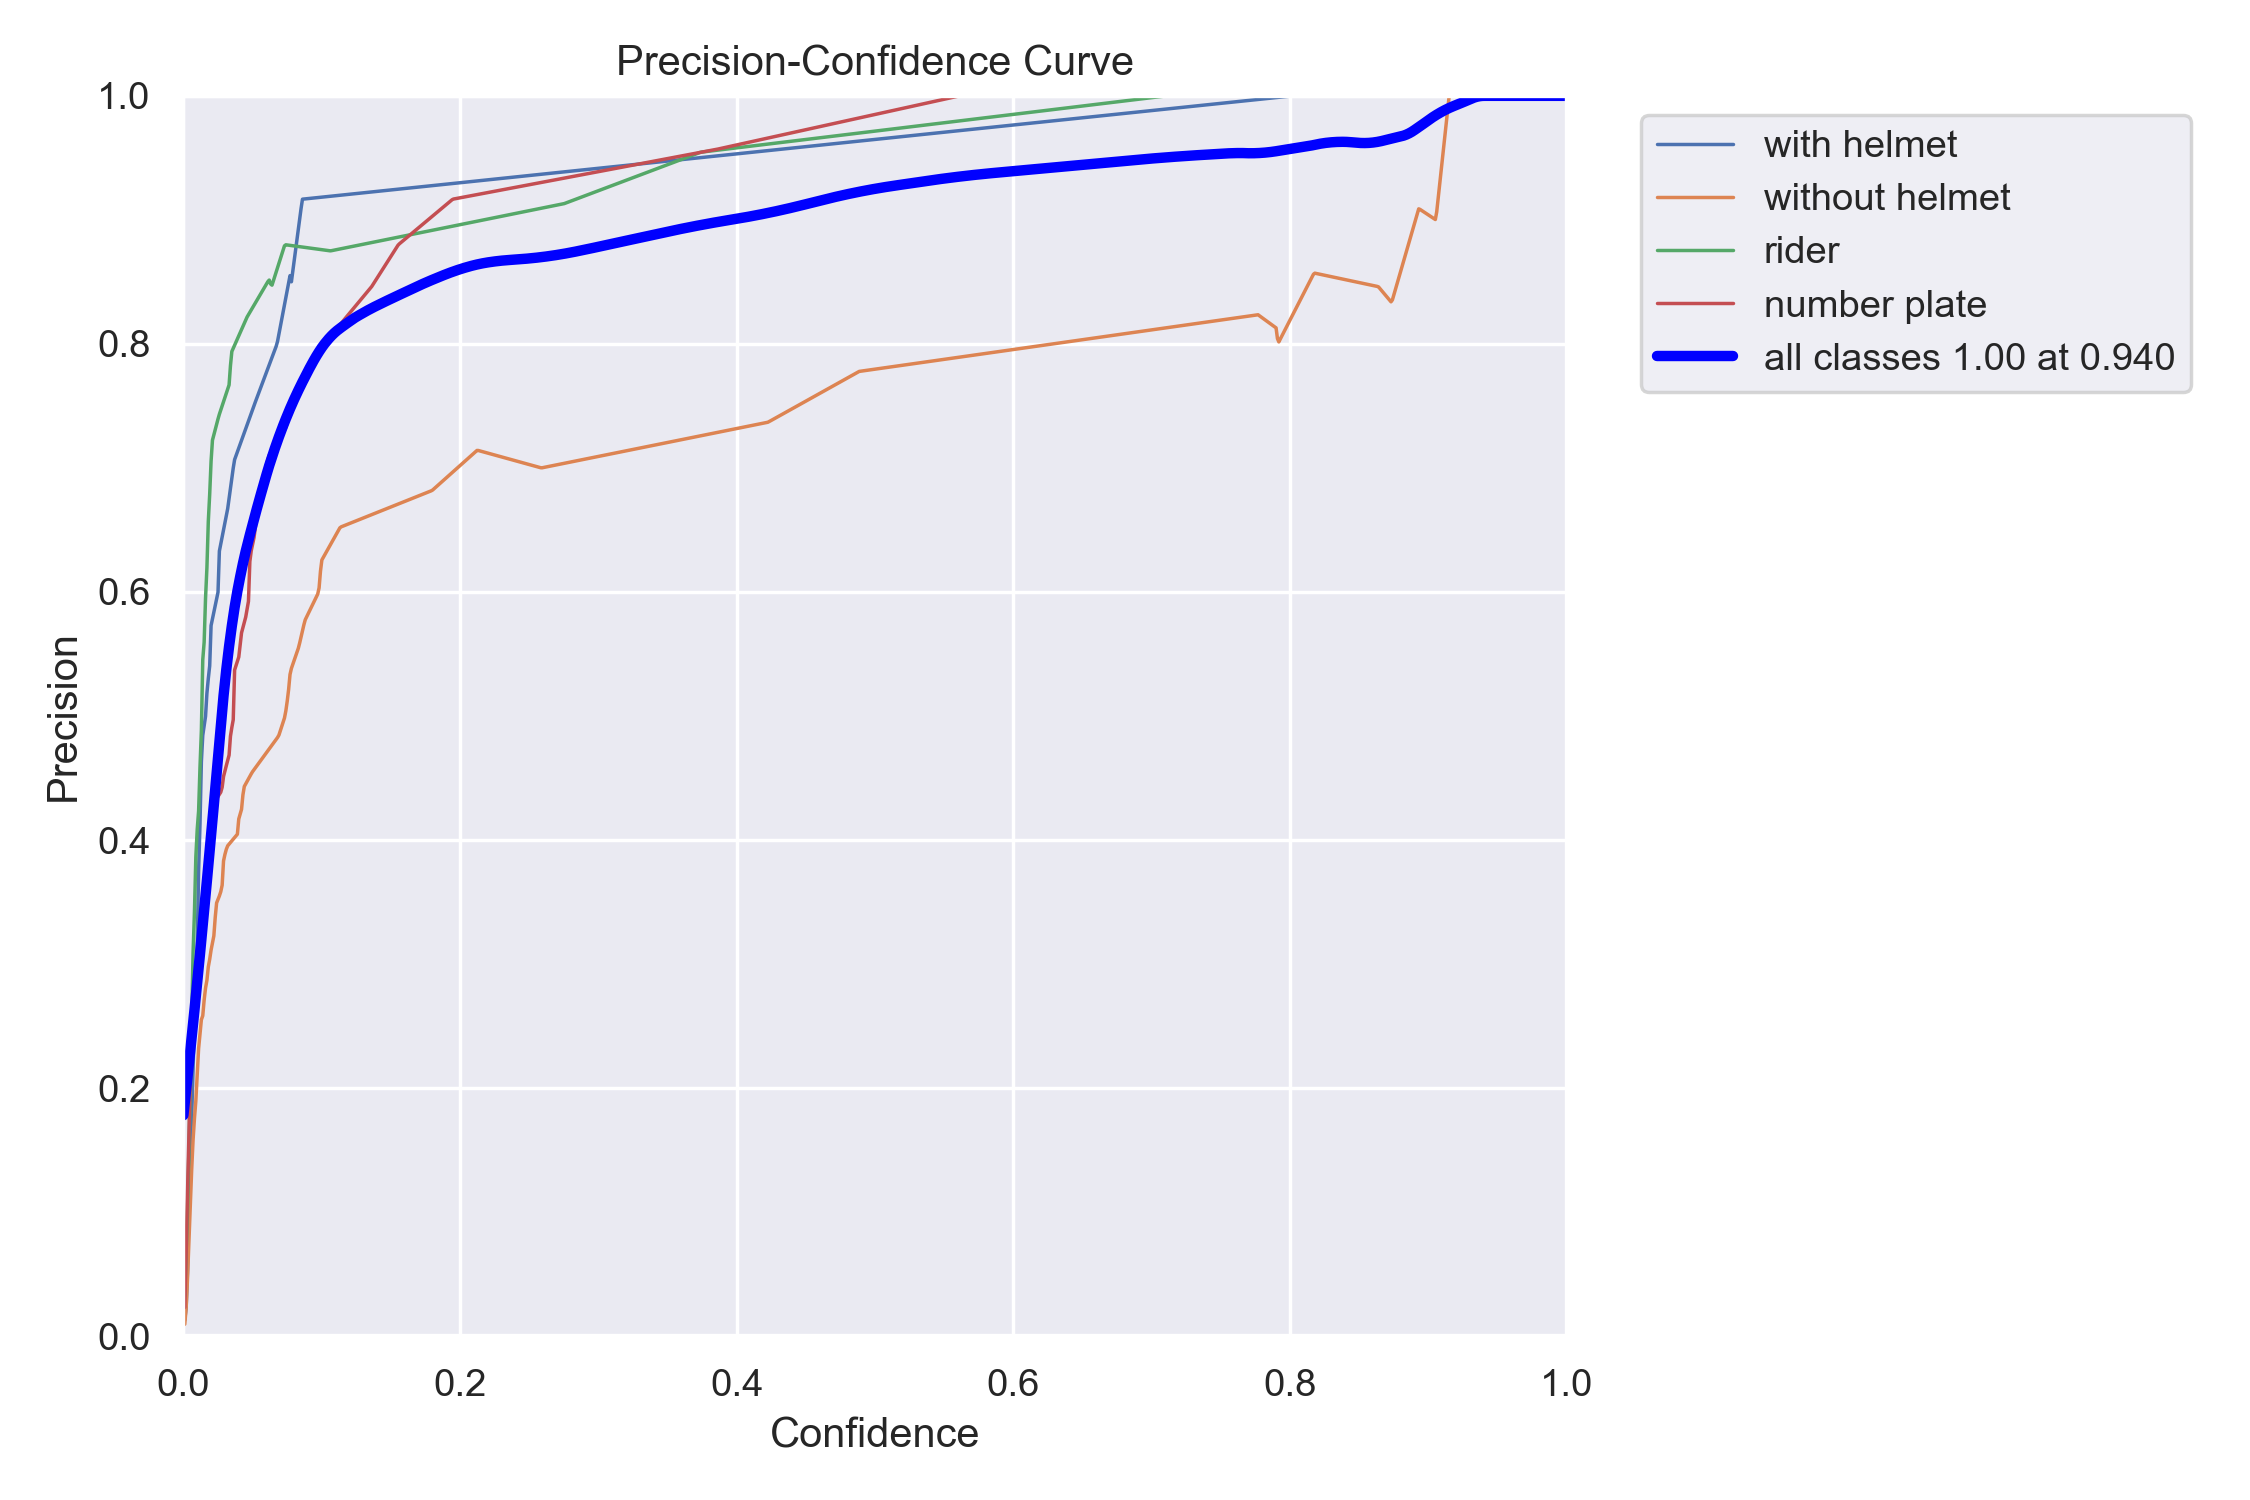 Precision-Confidence Curve
1.0
0.8
0.6
0.4
0.2
0.0
Precision
0.0 0.2 0.4 0.6 0.8 1.0
Confidence
with helmet
without helmet
rider
number plate
all classes 1.00 at 0.940